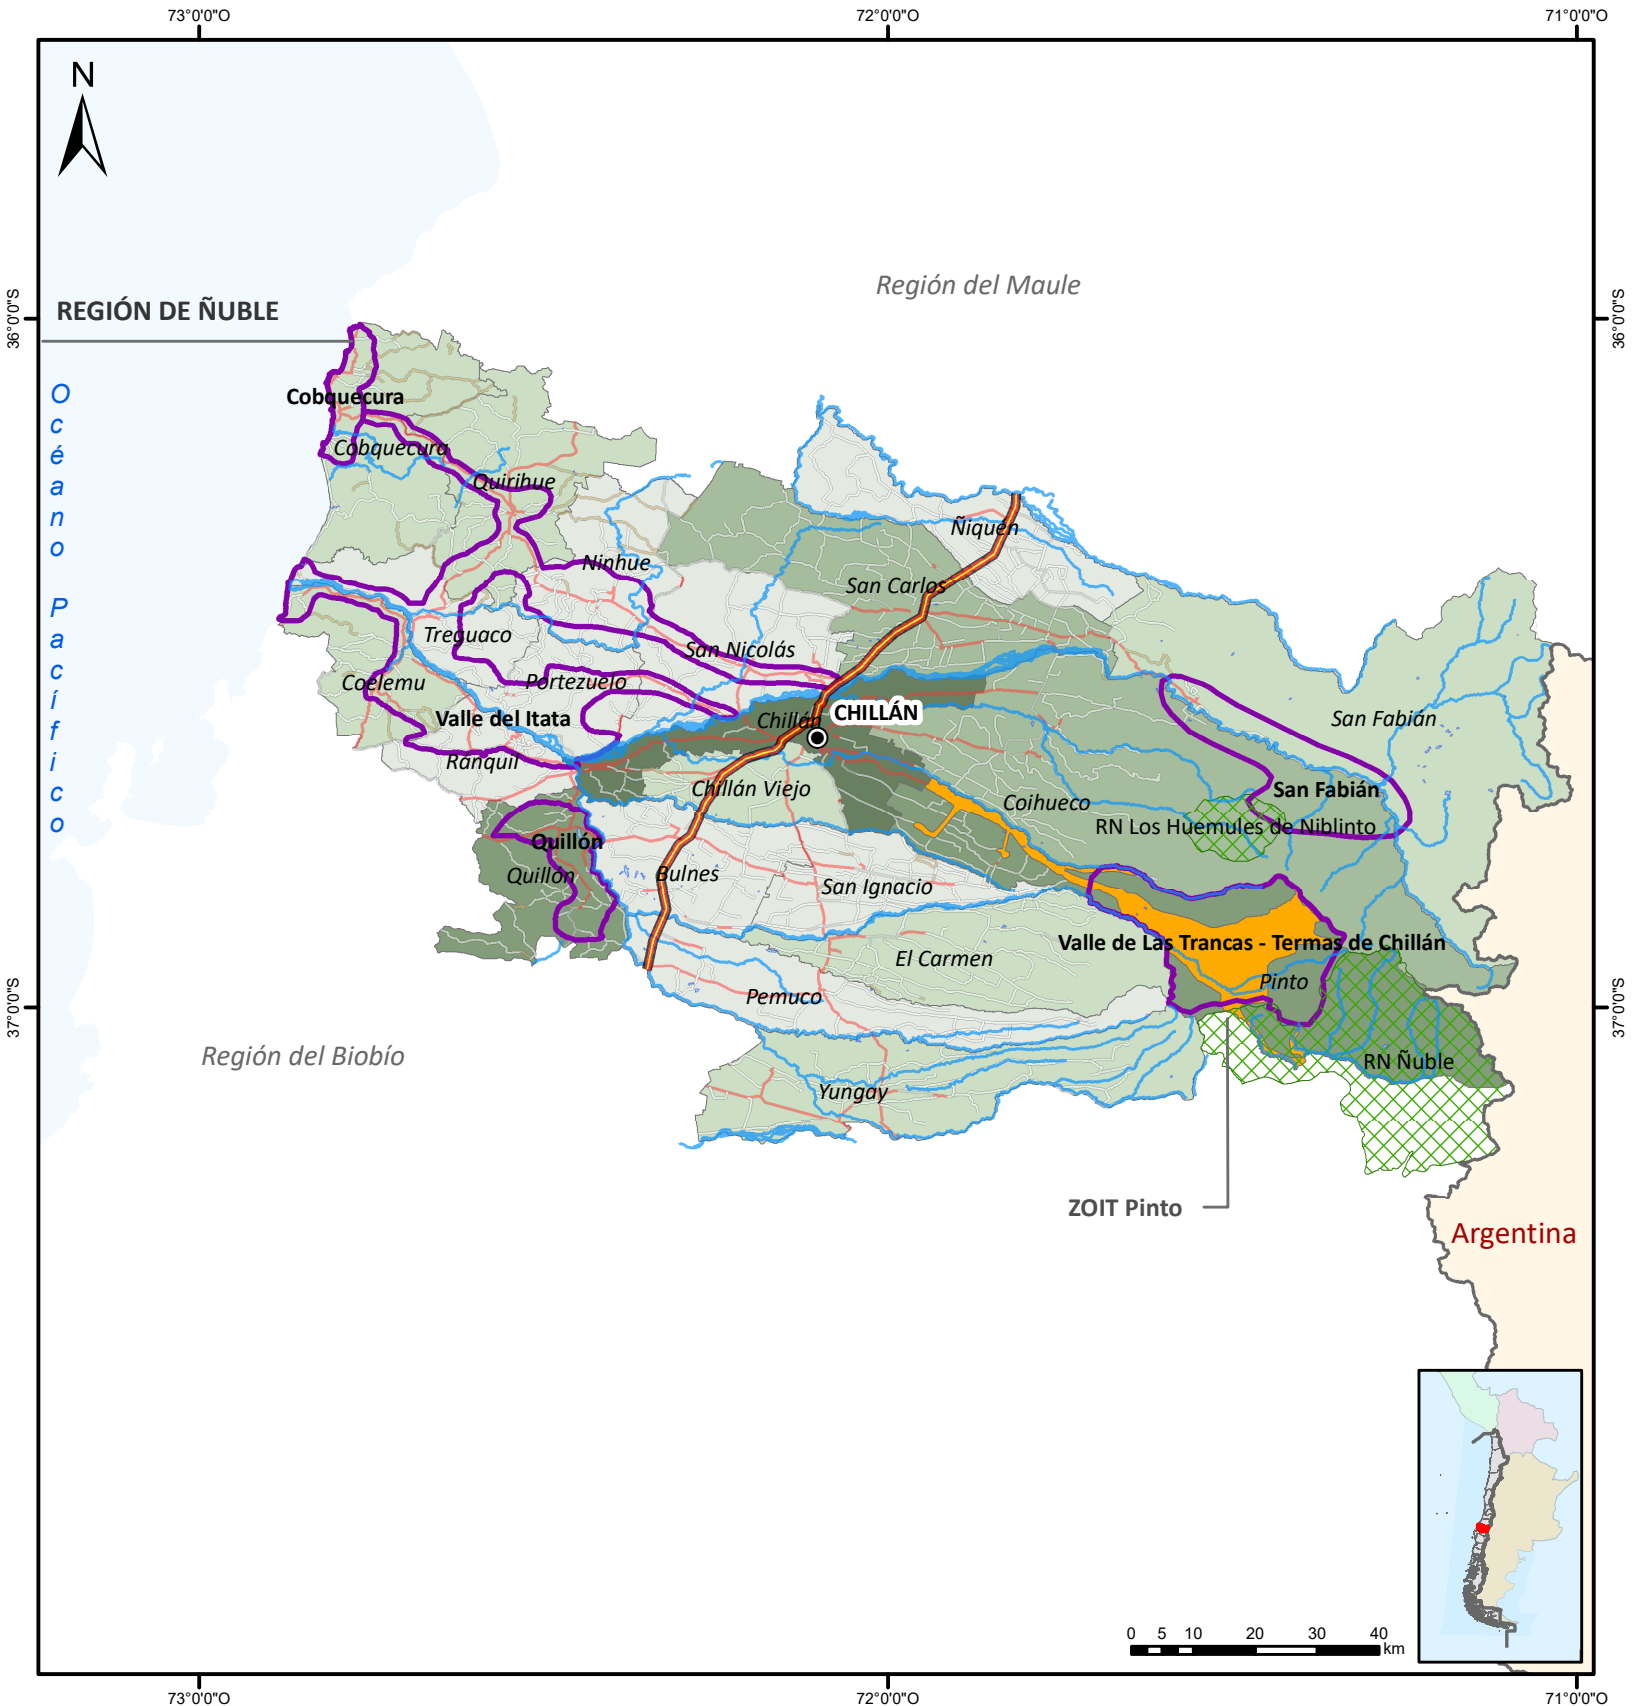 73°0'0"O 72°0'0"O 71°0'0"O
N
Región del Maule
36°0'0"S
36°0'0"S
REGIÓN DE ÑUBLE
Océano Pacífico
Cobquecura
Cobquecura
Quirihue
Ñiquén
Ninhue
San Carlos
Treguaco
San Nicolás
Coelemu
Portezuelo
Valle del Itata
Chillán
CHILLÁN
San Fabián
Ránquil
Chillán Viejo
Coihueco
San Fabián
RN Los Huemules de Niblinto
Quillón
Quillón
Bulnes
San Ignacio
Valle de Las Trancas - Termas de Chillán
El Carmen
Pinto
Pemuco
37°0'0"S
37°0'0"S
Región del Biobío
RN Ñuble
Yungay
ZOIT Pinto
Argentina
0 5 10 20 30 40
km
73°0'0"O 72°0'0"O 71°0'0"O